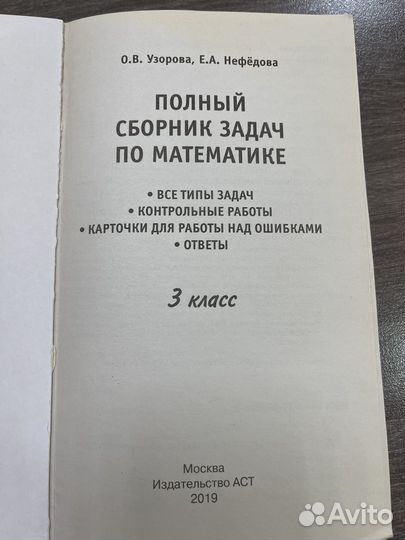 О.В. Узорова, Е.А. Нефёдова
ПОЛНЫЙ
СБОРНИК ЗАДАЧ
ПО МАТЕМАТИКЕ
• ВСЕ ТИПЫ ЗАДАЧ
• КОНТРОЛЬНЫЕ РАБОТЫ
• КАРТОЧКИ ДЛЯ РАБОТЫ НАД ОШИБКАМИ
• ОТВЕТЫ
3 класс
Москва
Издательство АСТ
2019
Avito